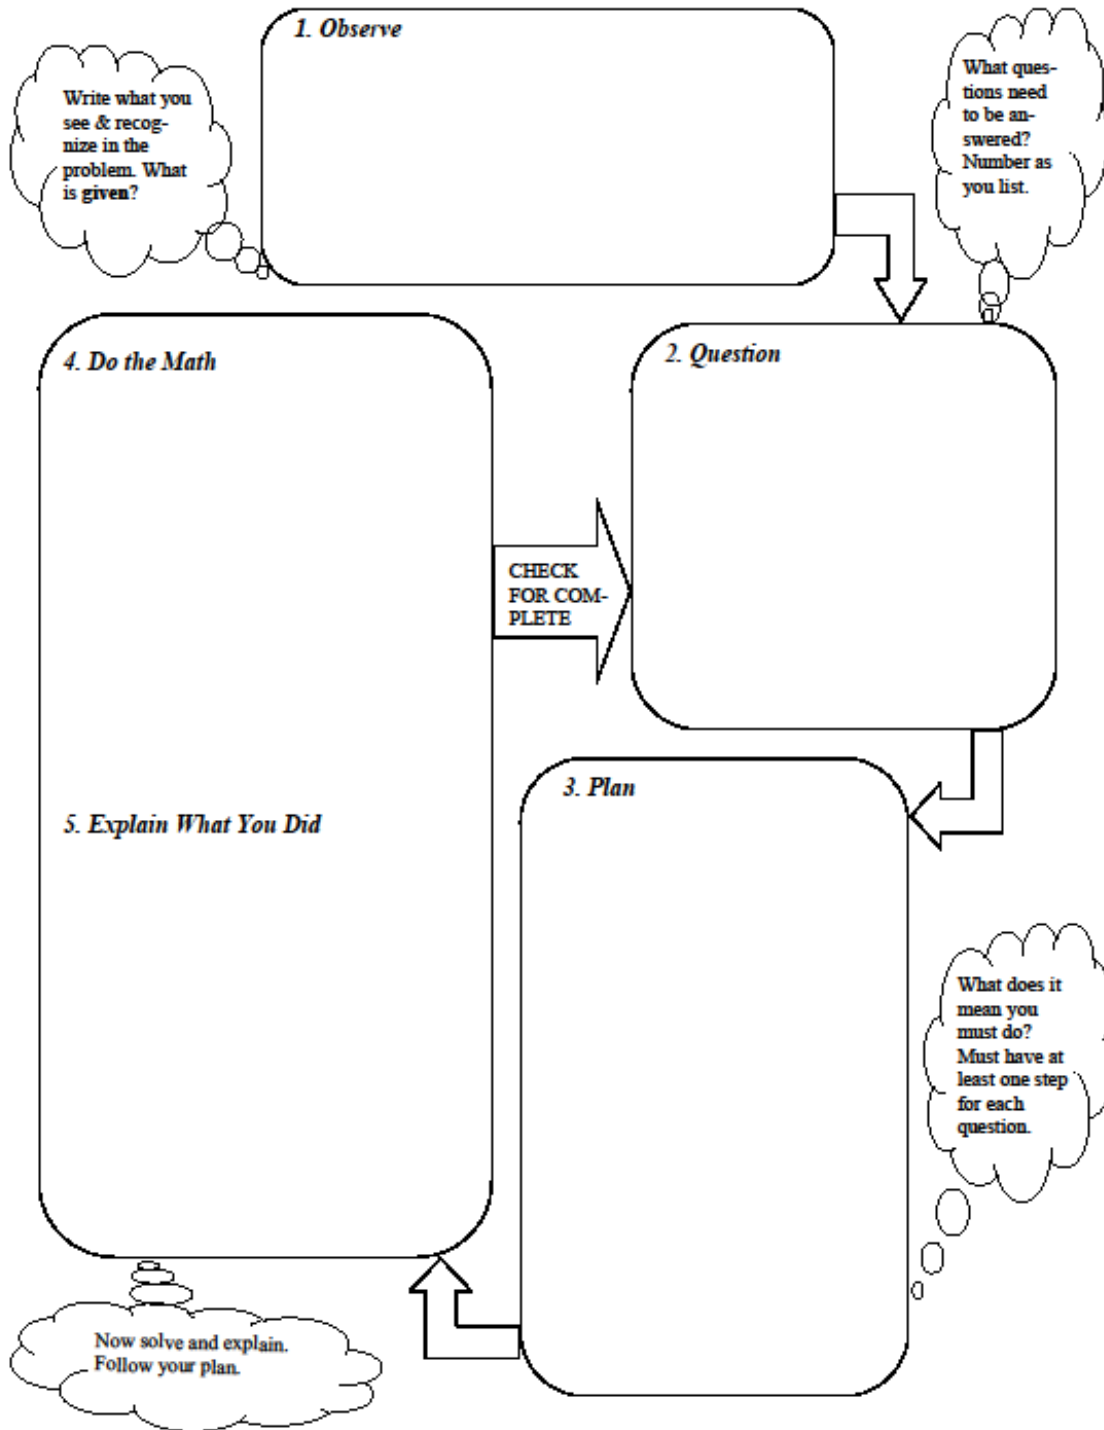 1. Observe
Write what you
see & recog-
nize in the
problem. What
is given?
What ques-
tions need
to be an-
swered?
Number as
you list.
2. Question
4. Do the Math
CHECK
FOR COM-
PLETE
3. Plan
5. Explain What You Did
What does it
mean you
must do?
Must have at
least one step
for each
question.
Now solve and explain.
Follow your plan.